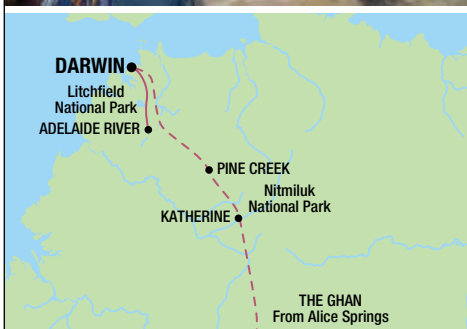 DARWIN
Litchfield
National Park
ADELAIDE RIVER
PINE CREEK
Nitmiluk
National Park
KATHERINE
THE GHAN
From Alice Springs